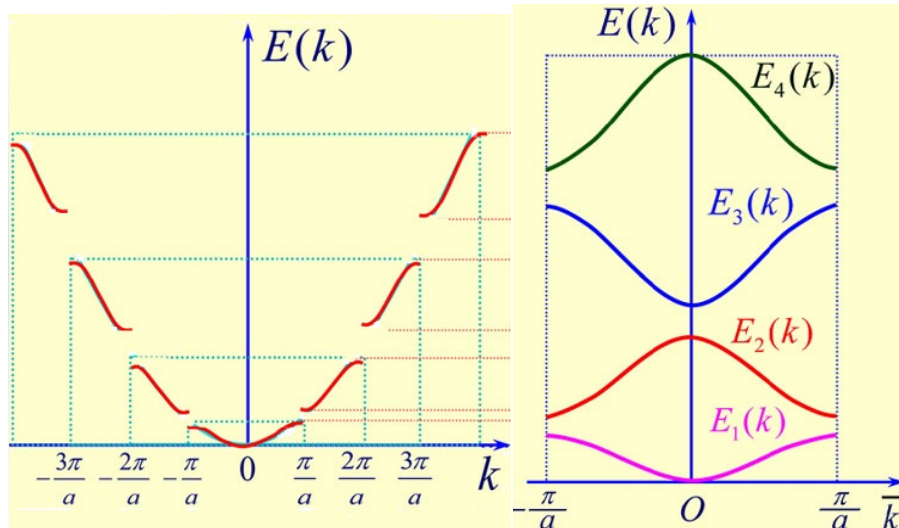 E(k)
-3π/a -2π/a -π/a 0 π/a 2π/a 3π/a k
E(k)
E₄(k)
E₃(k)
E₂(k)
E₁(k)
-π/a O π/a k̄